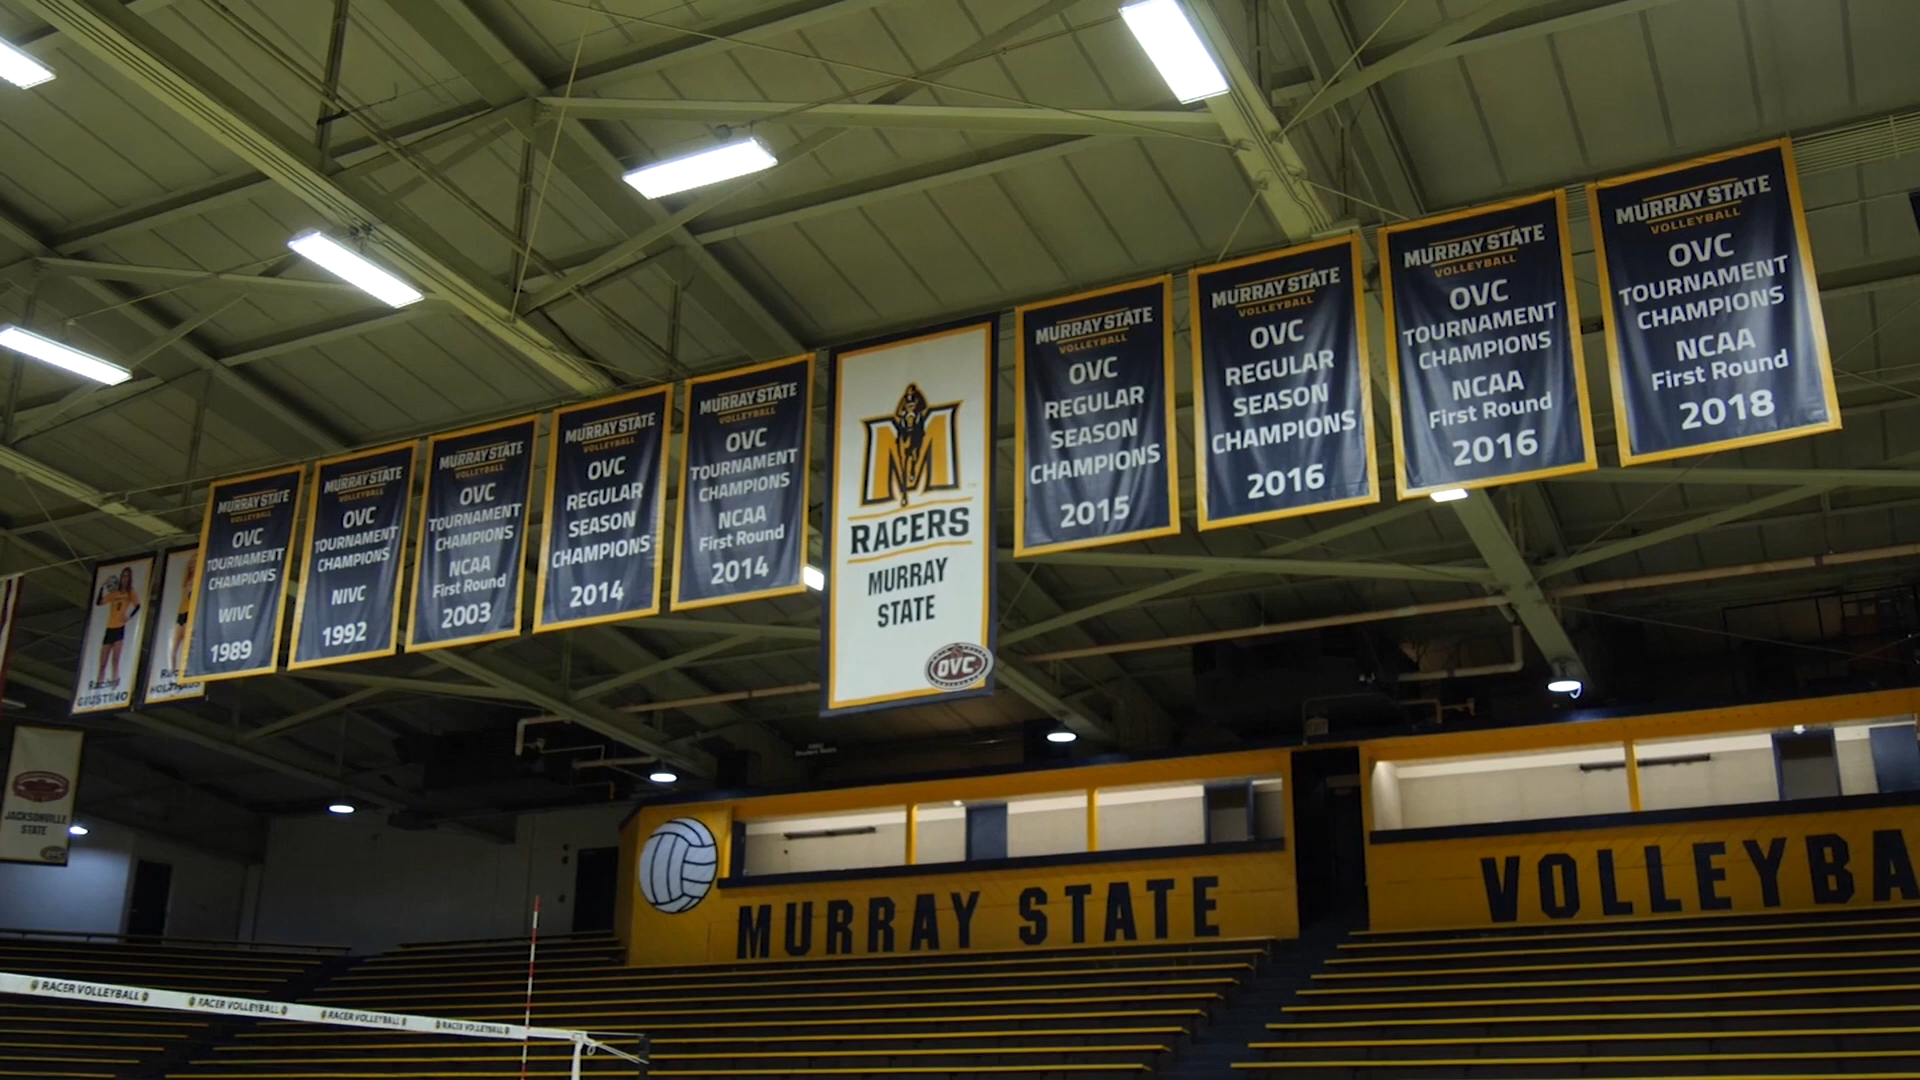 MURRAY STATE
VOLLEYBALL
OVC
TOURNAMENT
CHAMPIONS
WIVC
1989
MURRAY STATE
VOLLEYBALL
OVC
TOURNAMENT
CHAMPIONS
NIVC
1992
MURRAY STATE
VOLLEYBALL
OVC
TOURNAMENT
CHAMPIONS
NCAA
First Round
2003
MURRAY STATE
VOLLEYBALL
OVC
REGULAR
SEASON
CHAMPIONS
2014
MURRAY STATE
VOLLEYBALL
OVC
TOURNAMENT
CHAMPIONS
NCAA
First Round
2014
M
RACERS
MURRAY
STATE
OVC
MURRAY STATE
VOLLEYBALL
OVC
REGULAR
SEASON
CHAMPIONS
2015
MURRAY STATE
VOLLEYBALL
OVC
REGULAR
SEASON
CHAMPIONS
2016
MURRAY STATE
VOLLEYBALL
OVC
TOURNAMENT
CHAMPIONS
NCAA
First Round
2016
MURRAY STATE
VOLLEYBALL
OVC
TOURNAMENT
CHAMPIONS
NCAA
First Round
2018
GIUSTINO
JACKSONVILLE
STATE
MURRAY STATE
VOLLEYBA
RACER VOLLEYBALL
RACER VOLLEYBALL
RACER VOLLEYBALL
RACER VOLLEYBALL